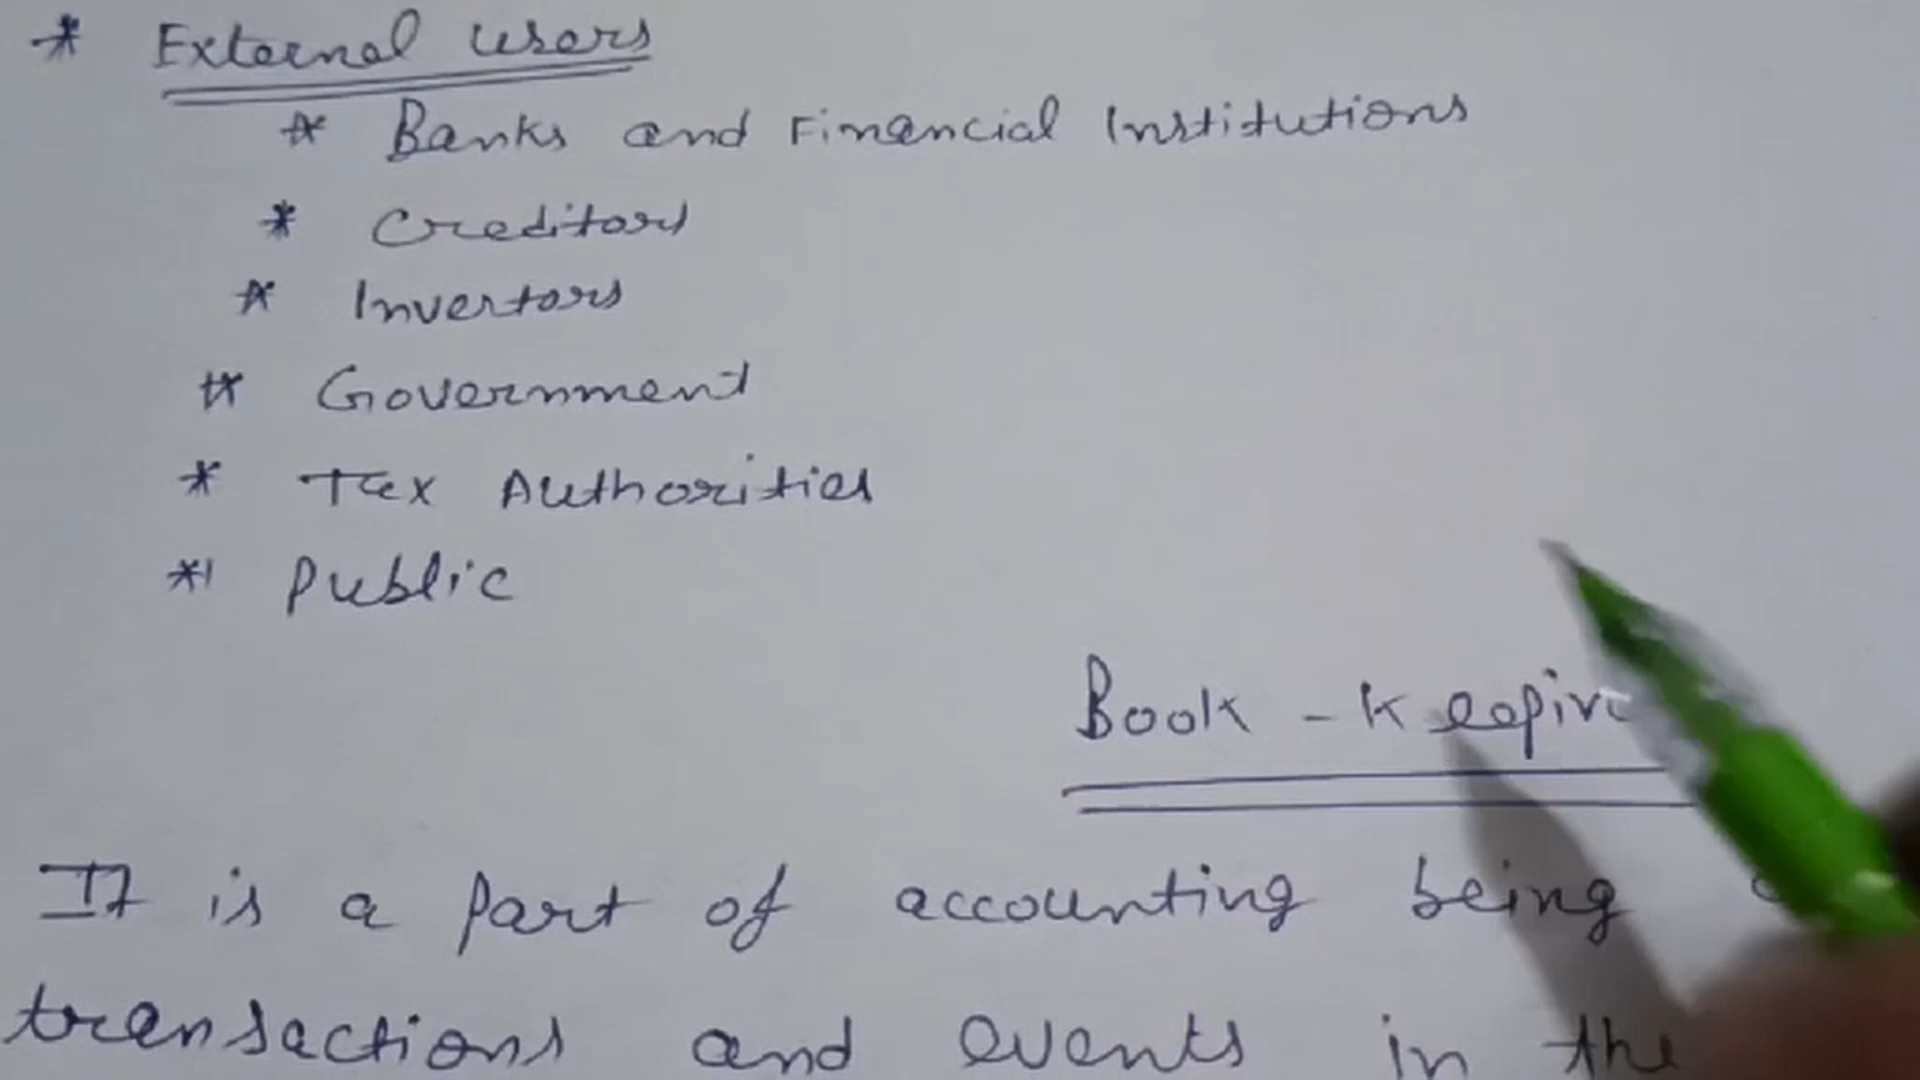 * External users
* Banks and Financial Institutions
* Creditors
* Investors
* Government
* Tax Authorities
* Public
Book - Keepin
It is a part of accounting being
transactions and events in the